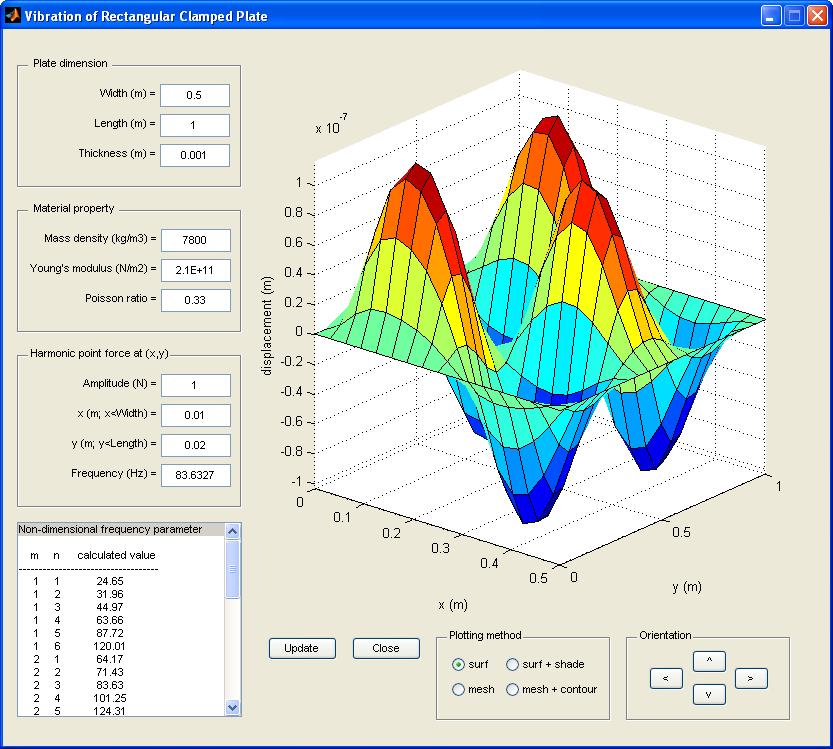 Vibration of Rectangular Clamped Plate
Plate dimension
Width (m) = 0.5
Length (m) = 1
Thickness (m) = 0.001
Material property
Mass density (kg/m3) = 7800
Young's modulus (N/m2) = 2.1E+11
Poisson ratio = 0.33
Harmonic point force at (x,y)
Amplitude (N) = 1
x (m; x<Width) = 0.01
y (m; y<Length) = 0.02
Frequency (Hz) = 83.6327
Non-dimensional frequency parameter
m n calculated value
--------------------------------------
1 1 24.65
1 2 31.96
1 3 44.97
1 4 63.66
1 5 87.72
1 6 120.01
2 1 64.17
2 2 71.43
2 3 83.63
2 4 101.25
2 5 124.31
x 10^-7
1
0.8
0.6
0.4
0.2
0
-0.2
-0.4
-0.6
-0.8
-1
displacement (m)
0
0.1
0.2
0.3
0.4
0.5
x (m)
0
0.5
1
y (m)
Update
Close
Plotting method
surf surf + shade
mesh mesh + contour
Orientation
^
< >
v